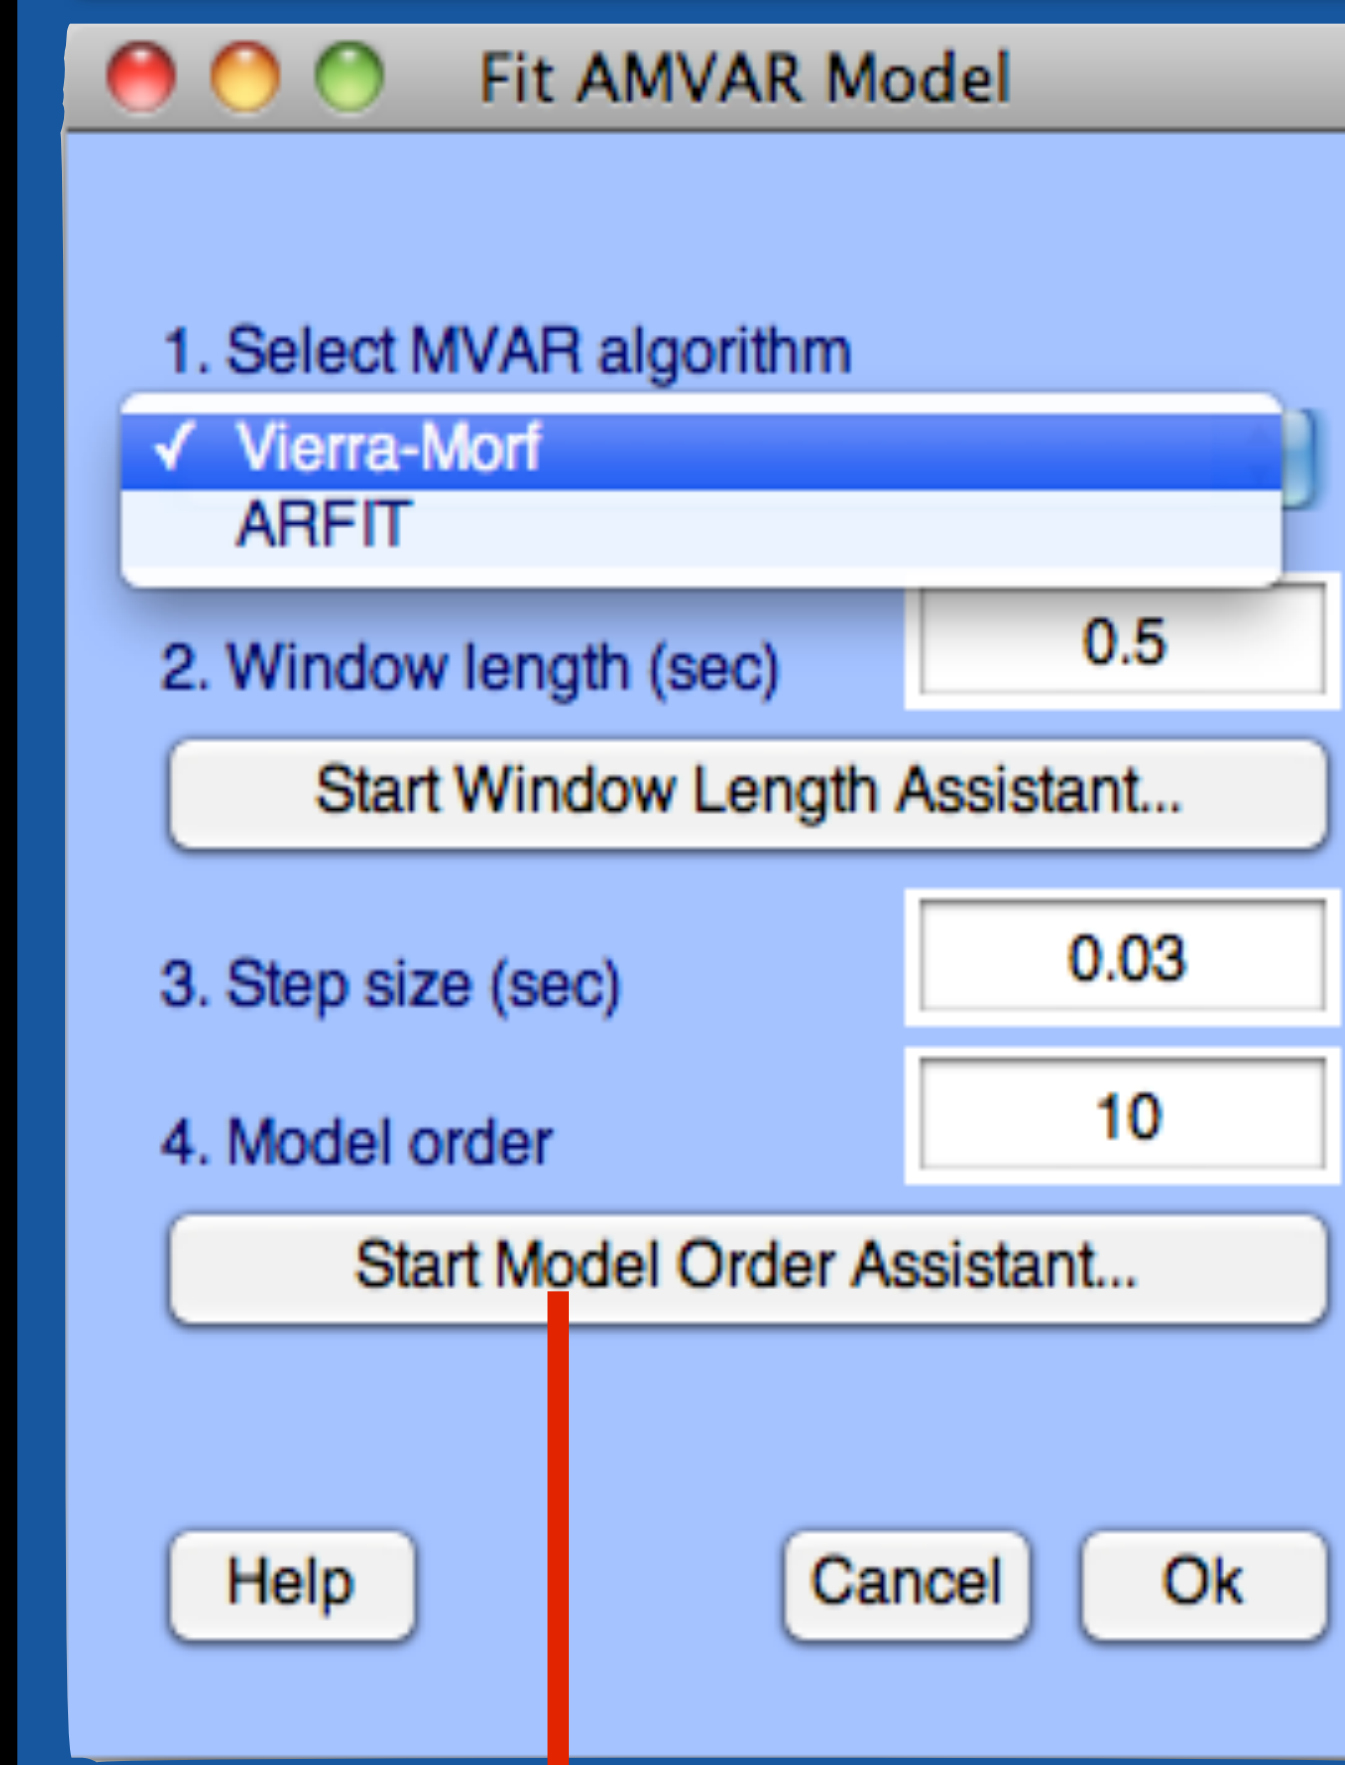 Fit AMVAR Model
1. Select MVAR algorithm
✓ Vierra-Morf
ARFIT
2. Window length (sec) 0.5
Start Window Length Assistant...
3. Step size (sec) 0.03
4. Model order 10
Start Model Order Assistant...
Help Cancel Ok